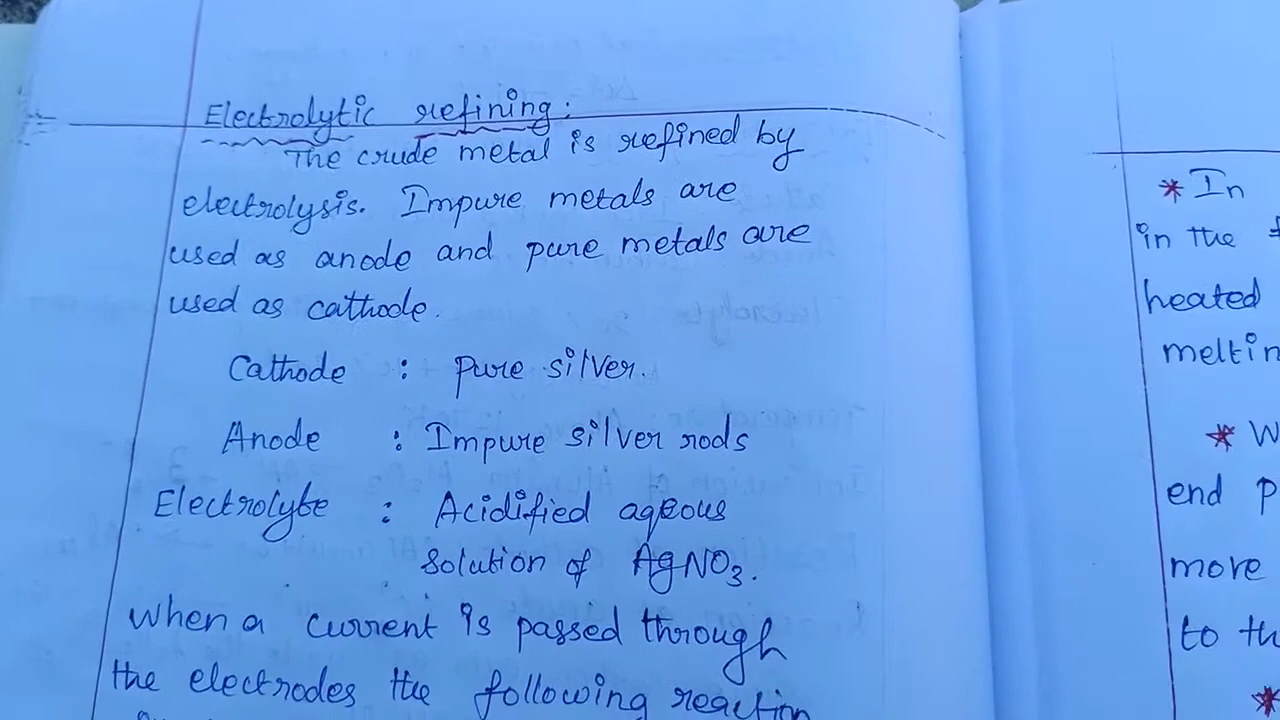 Electrolytic refining:
The crude metal is refined by
electrolysis. Impure metals are
used as anode and pure metals are
used as cathode.
Cathode : Pure silver.
Anode : Impure silver rods
Electrolyte : Acidified aqeous
solution of AgNO3.
When a current is passed through
the electrodes the following reaction
* In
in the
heated
meltin
* W
end p
more
to th
*